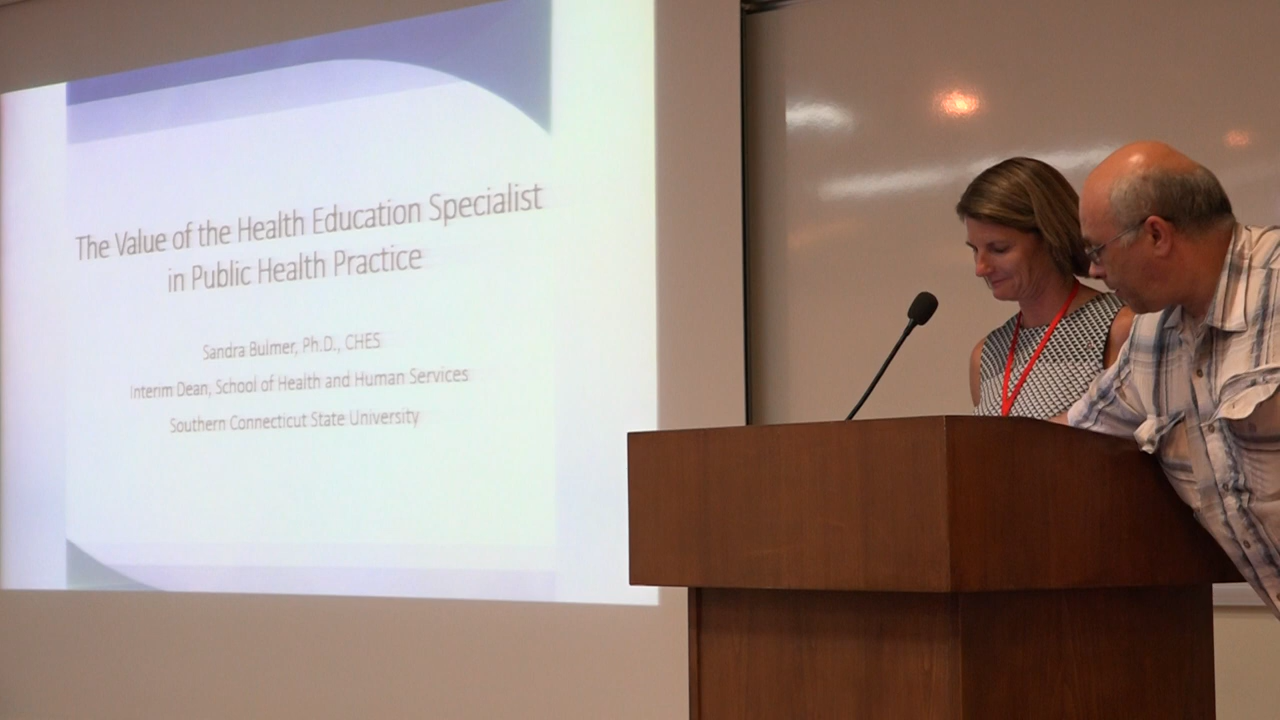 The Value of the Health Education Specialist
in Public Health Practice
Sandra Bulmer, Ph.D., CHES
Interim Dean, School of Health and Human Services
Southern Connecticut State University